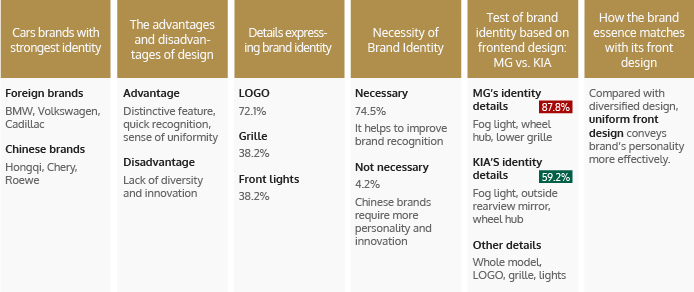 Cars brands with
strongest identity
Foreign brands
BMW, Volkswagen,
Cadillac
Chinese brands
Hongqi, Chery,
Roewe
The advantages
and disadvan-
tages of design
Advantage
Distinctive feature,
quick recognition,
sense of uniformity
Disadvantage
Lack of diversity
and innovation
Details express-
ing brand identity
LOGO
72.1%
Grille
38.2%
Front lights
38.2%
Necessity of
Brand Identity
Necessary
74.5%
It helps to improve
brand recognition
Not necessary
4.2%
Chinese brands
require more
personality and
innovation
Test of brand
identity based on
frontend design:
MG vs. KIA
MG's identity
details 87.8%
Fog light, wheel
hub, lower grille
KIA'S identity
details 59.2%
Fog light, outside
rearview mirror,
wheel hub
Other details
Whole model,
LOGO, grille, lights
How the brand
essence matches
with its front
design
Compared with
diversified design,
uniform front
design conveys
brand's personality
more effectively.